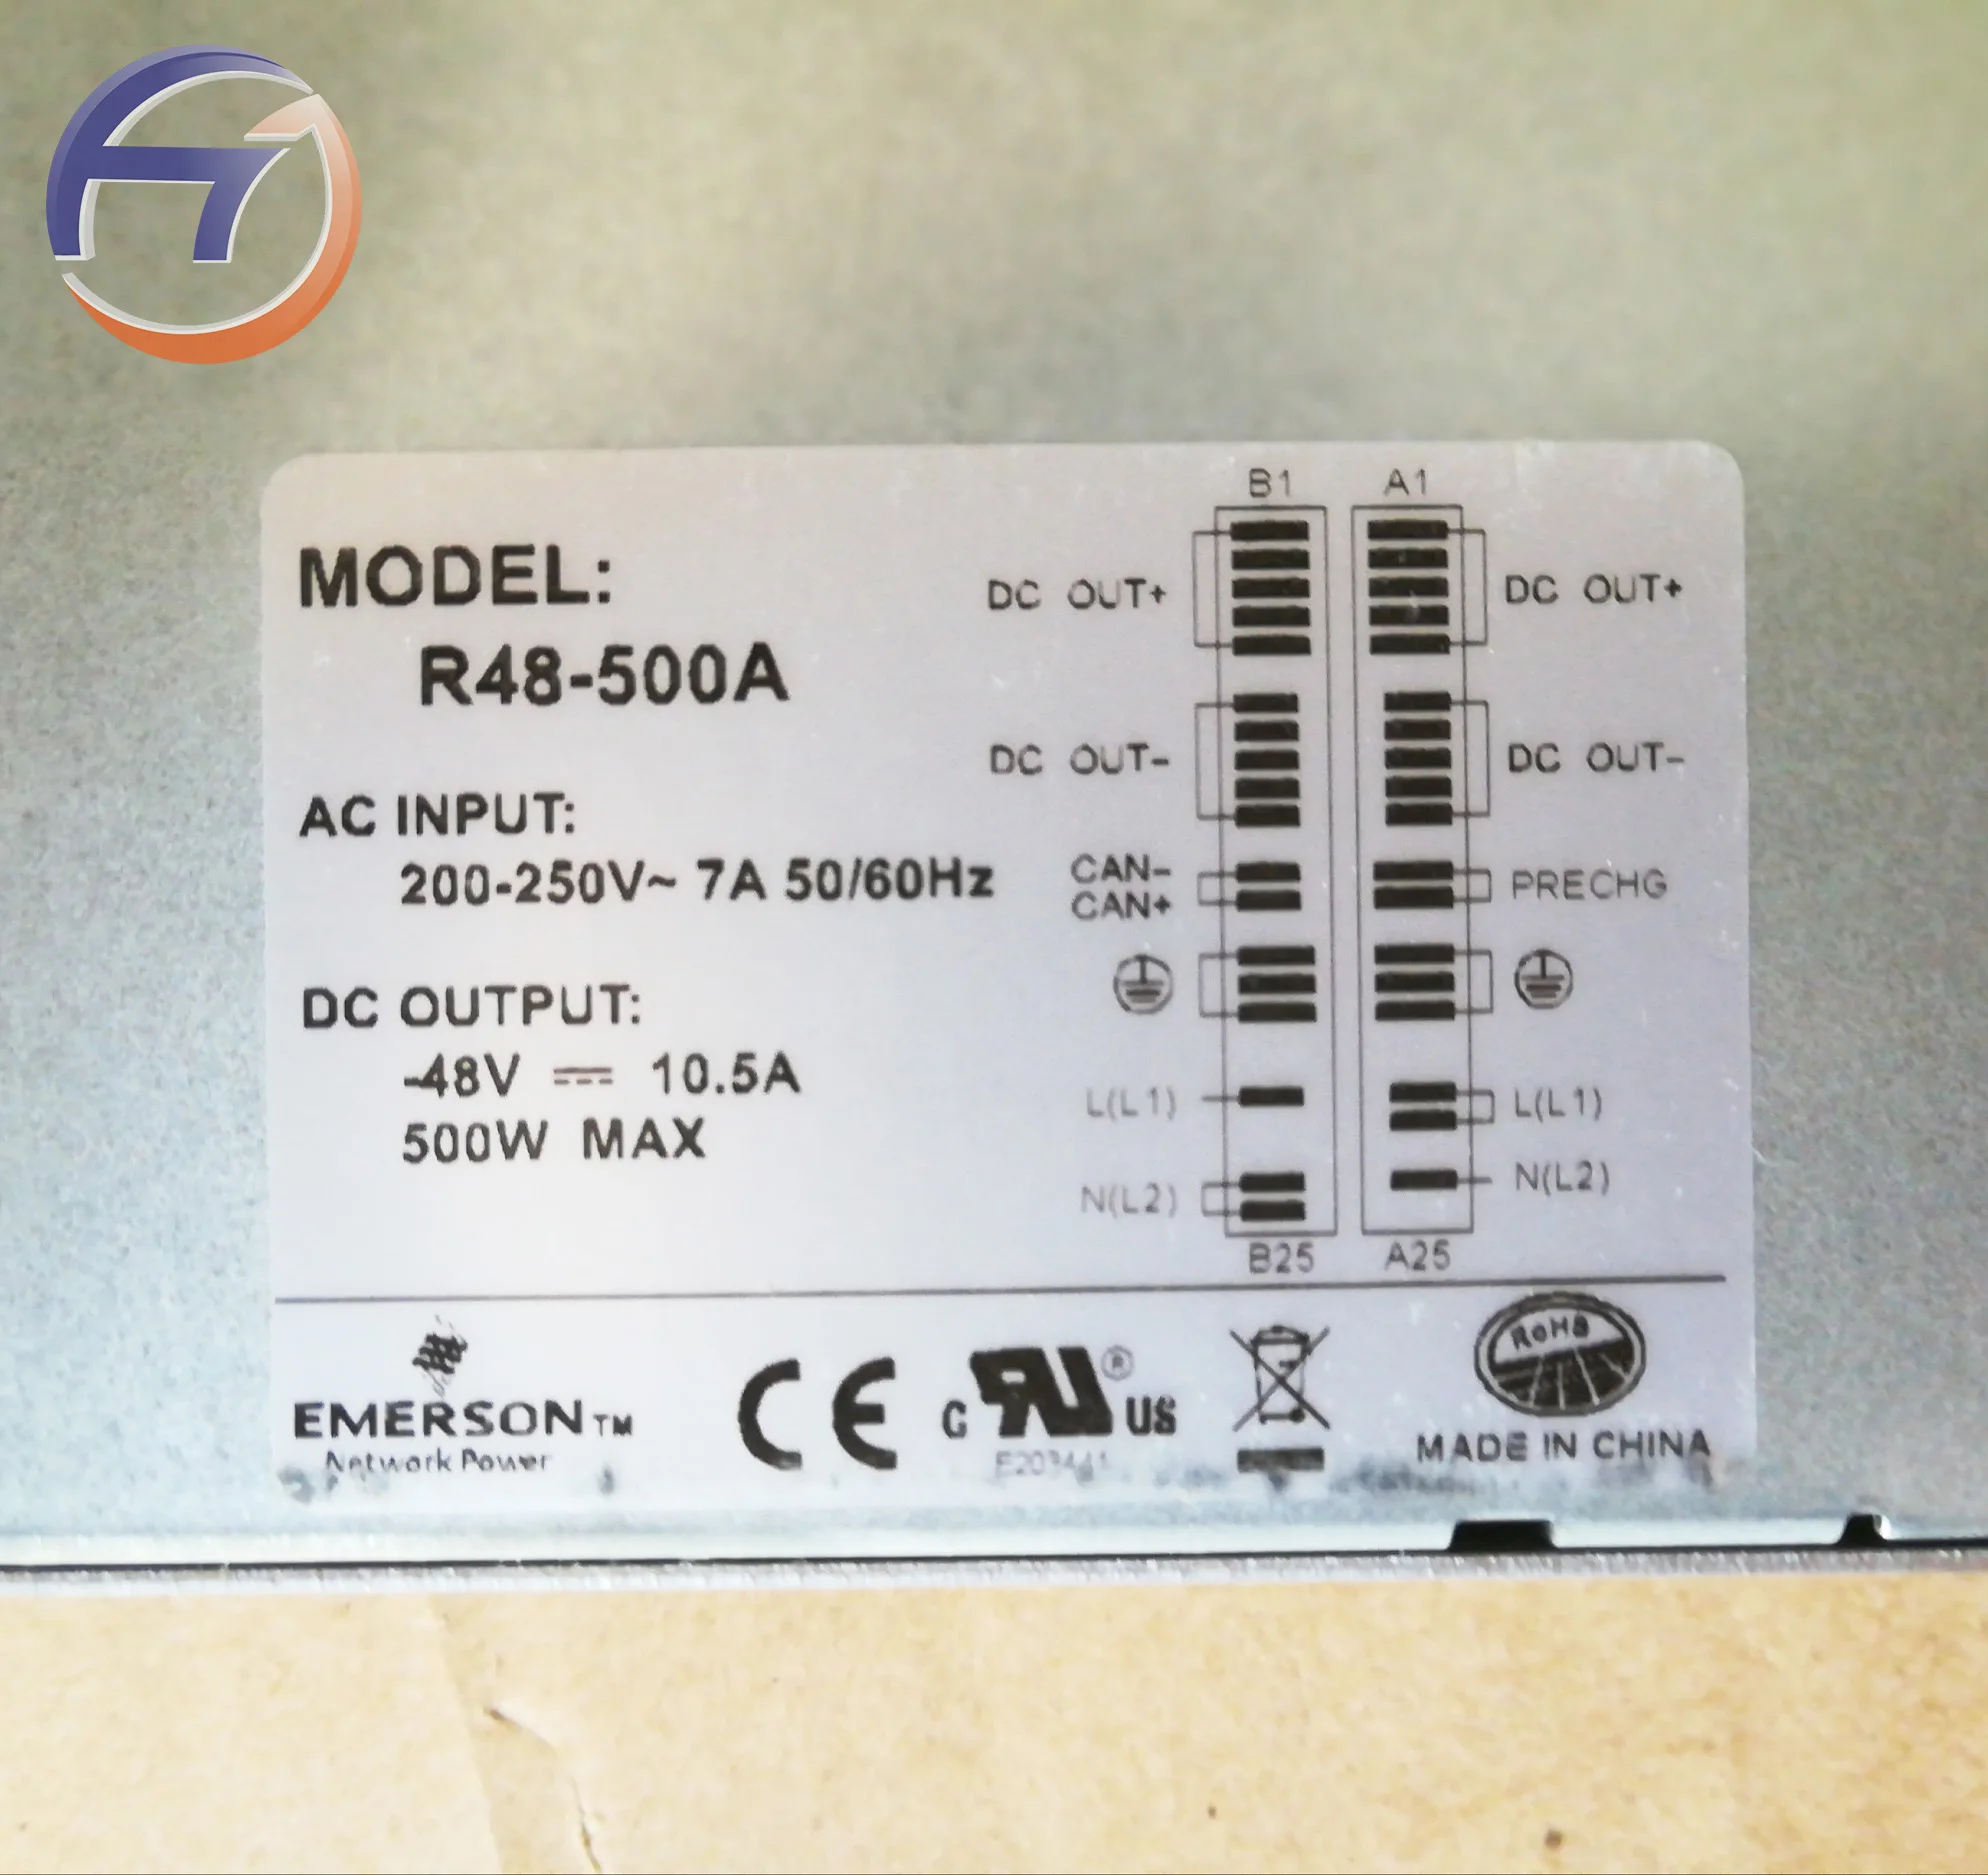 B1 A1
MODEL:
R48-500A
DC OUT+ DC OUT+
DC OUT- DC OUT-
AC INPUT:
200-250V~ 7A 50/60Hz
CAN-
CAN+
PRECHG
DC OUTPUT:
-48V ⎓ 10.5A
500W MAX
L(L1) L(L1)
N(L2) N(L2)
B25 A25
EMERSON™
Network Power
CE
C RU® US
E203441
RoHS
MADE IN CHINA